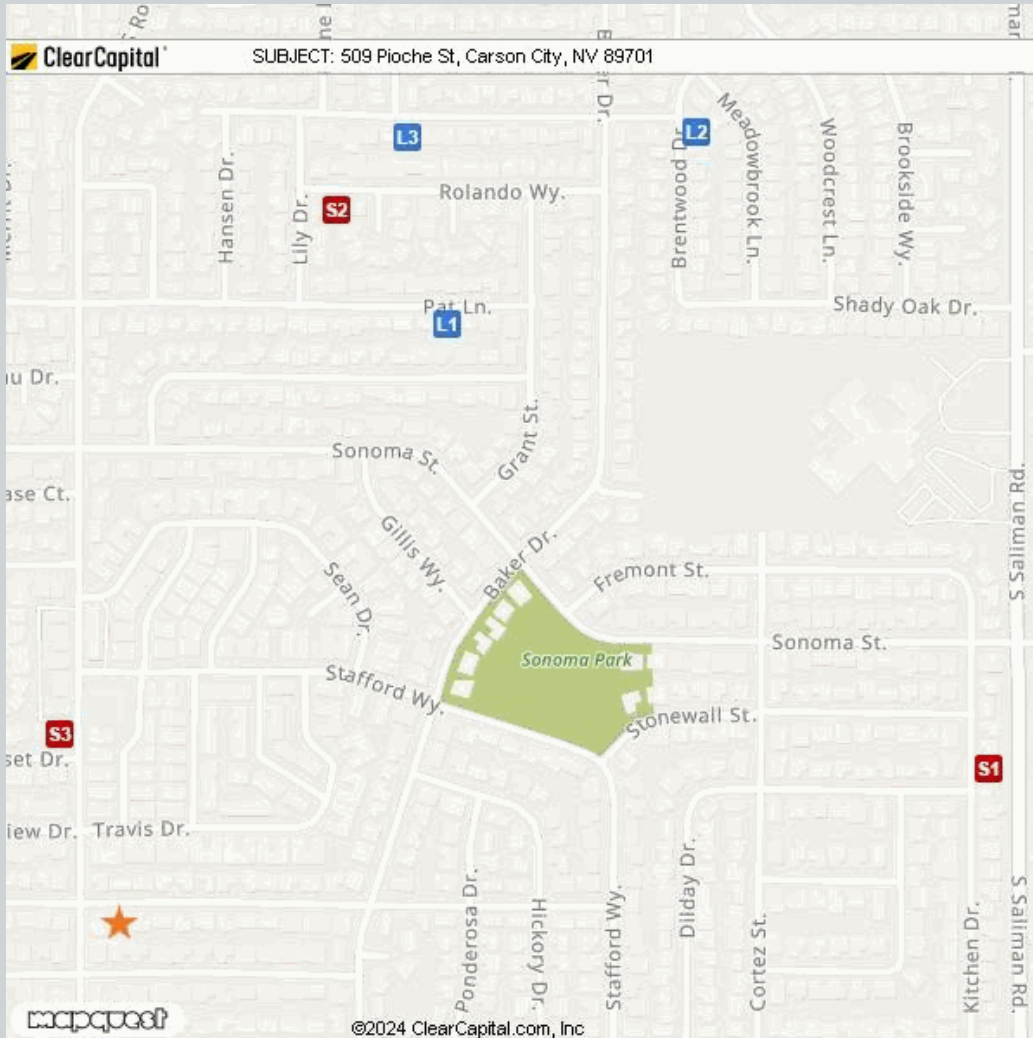 ClearCapital
SUBJECT: 509 Pioche St, Carson City, NV 89701
L3
L2
Meadowbrook Ln.
Woodcrest Ln.
Brookside Wy.
Brentwood Dr.
Hansen Dr.
Lily Dr.
S2
Rolando Wy.
Pat Ln.
L1
Shady Oak Dr.
Grant St.
Sonoma St.
Gillis Wy.
Baker Dr.
Fremont St.
S Saliman Rd
Sean Dr.
Sonoma Park
Sonoma St.
Stafford Wy.
Stonewall St.
S3
S1
Travis Dr.
Ponderosa Dr.
Hickory Dr.
Stafford Wy.
Dilday Dr.
Cortez St.
Kitchen Dr.
S Saliman Rd.
mapquest
©2024 ClearCapital.com, Inc